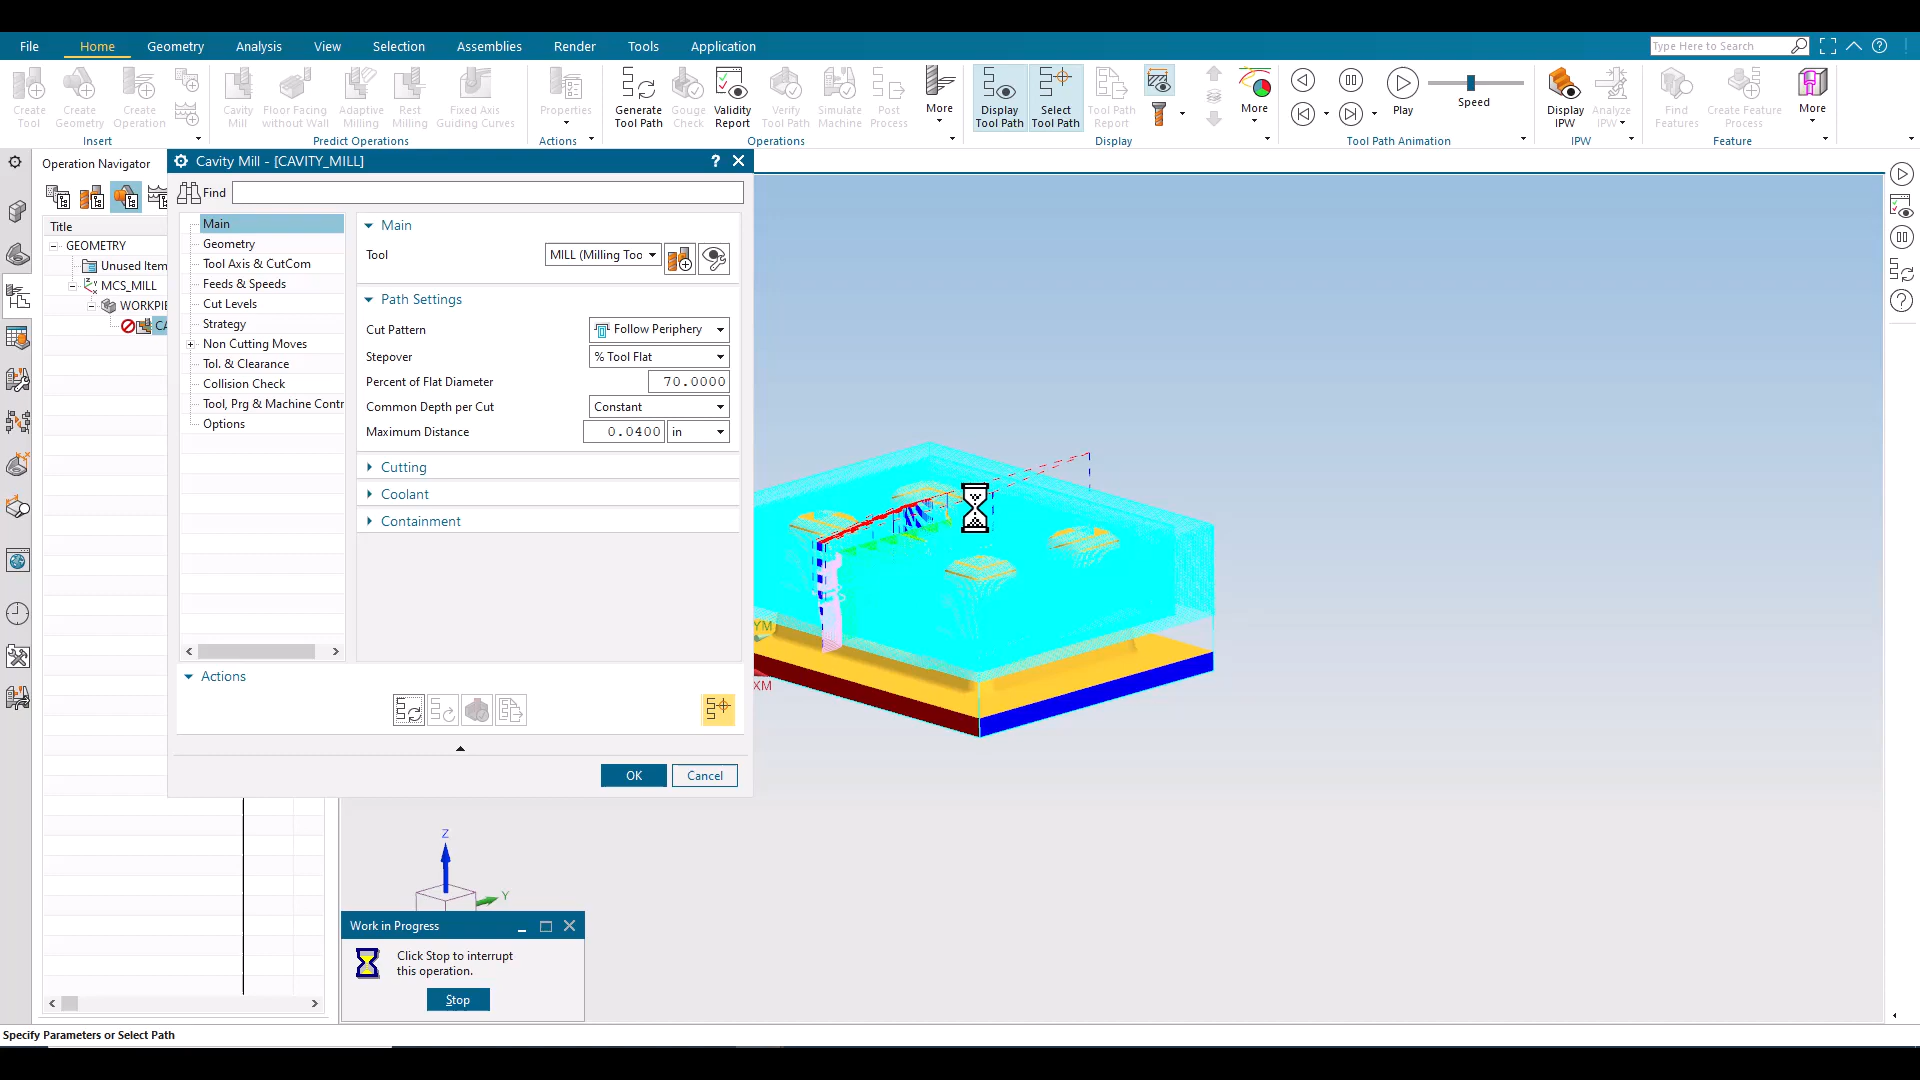 File Home Geometry Analysis View Selection Assemblies Render Tools Application Type Here to Search
Create Tool Create Geometry Create Operation Cavity Mill Floor Facing without Wall Adaptive Milling Rest Milling Fixed Axis Guiding Curves Properties Generate Tool Path Gouge Check Validity Report Verify Tool Path Simulate Machine Post Process More Display Tool Path Select Tool Path Tool Path Report More Play Speed Display IPW Analyze IPW Find Features Create Feature Process More
Insert Predict Operations Actions Operations Display Tool Path Animation IPW Feature
Operation Navigator
Title
GEOMETRY
Unused Item
MCS_MILL
WORKPIE
CA
Cavity Mill - [CAVITY_MILL]
Find
Main
Geometry
Tool Axis & CutCom
Feeds & Speeds
Cut Levels
Strategy
Non Cutting Moves
Tol. & Clearance
Collision Check
Tool, Prg & Machine Contr
Options
Main
Tool MILL (Milling Too
Path Settings
Cut Pattern Follow Periphery
Stepover % Tool Flat
Percent of Flat Diameter 70.0000
Common Depth per Cut Constant
Maximum Distance 0.0400 in
Cutting
Coolant
Containment
Actions
OK Cancel
YM
XM
Z
Y
Work in Progress
Click Stop to interrupt
this operation.
Stop
Specify Parameters or Select Path